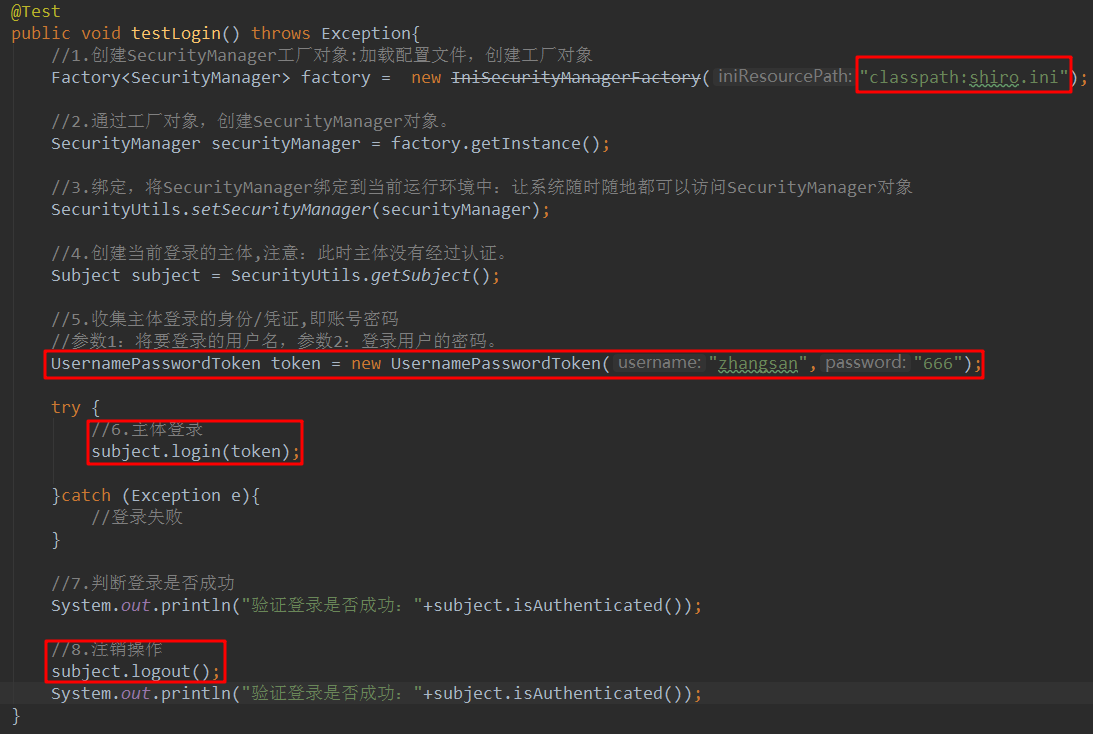 @Test
public void testLogin() throws Exception{
//1.创建SecurityManager工厂对象:加载配置文件，创建工厂对象
Factory<SecurityManager> factory =  new IniSecurityManagerFactory( iniResourcePath: "classpath:shiro.ini");
//2.通过工厂对象，创建SecurityManager对象。
SecurityManager securityManager = factory.getInstance();
//3.绑定，将SecurityManager绑定到当前运行环境中：让系统随时随地都可以访问SecurityManager对象
SecurityUtils.setSecurityManager(securityManager);
//4.创建当前登录的主体,注意：此时主体没有经过认证。
Subject subject = SecurityUtils.getSubject();
//5.收集主体登录的身份/凭证,即账号密码
//参数1：将要登录的用户名，参数2：登录用户的密码。
UsernamePasswordToken token = new UsernamePasswordToken( username: "zhangsan", password: "666");
try {
//6.主体登录
subject.login(token);
}catch (Exception e){
//登录失败
}
//7.判断登录是否成功
System.out.println("验证登录是否成功："+subject.isAuthenticated());
//8.注销操作
subject.logout();
System.out.println("验证登录是否成功："+subject.isAuthenticated());
}